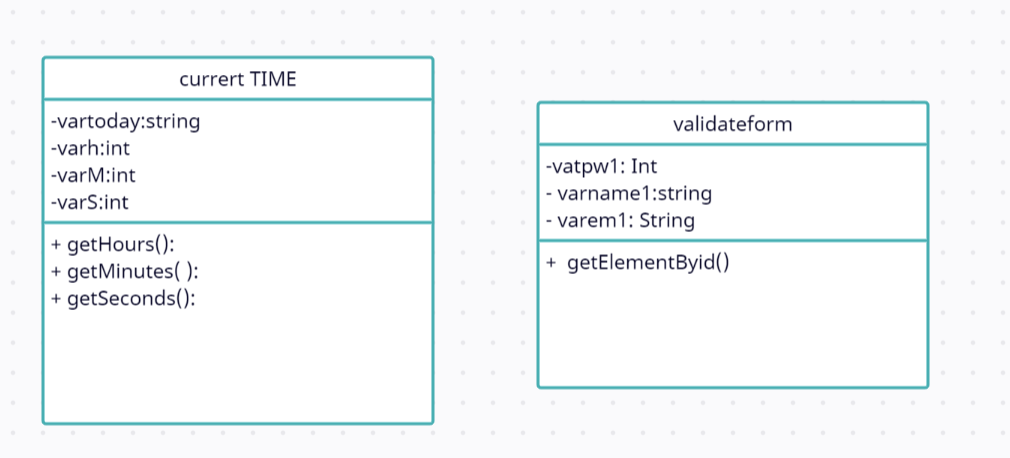 currert TIME
-vartoday:string
-varh:int
-varM:int
-varS:int
+ getHours():
+ getMinutes( ):
+ getSeconds():
validateform
-vatpw1: Int
- varname1:string
- varem1: String
+ getElementByid()